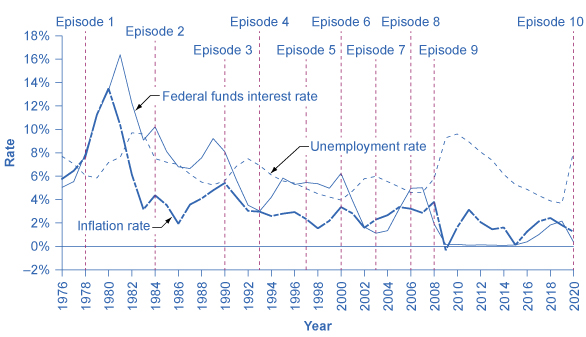 Episode 1
Episode 2
Episode 3
Episode 4
Episode 5
Episode 6
Episode 7
Episode 8
Episode 9
Episode 10
18%
16%
14%
12%
10%
8%
6%
4%
2%
0%
–2%
Rate
Federal funds interest rate
Unemployment rate
Inflation rate
1976
1978
1980
1982
1984
1986
1988
1990
1992
1994
1996
1998
2000
2002
2004
2006
2008
2010
2012
2014
2016
2018
2020
Year